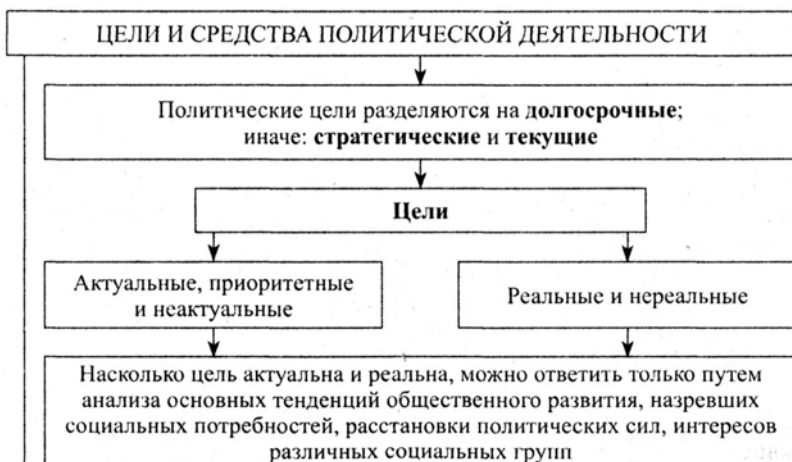 ЦЕЛИ И СРЕДСТВА ПОЛИТИЧЕСКОЙ ДЕЯТЕЛЬНОСТИ
Политические цели разделяются на долгосрочные;
иначе: стратегические и текущие
Цели
Актуальные, приоритетные
и неактуальные
Реальные и нереальные
Насколько цель актуальна и реальна, можно ответить только путем
анализа основных тенденций общественного развития, назревших
социальных потребностей, расстановки политических сил, интересов
различных социальных групп